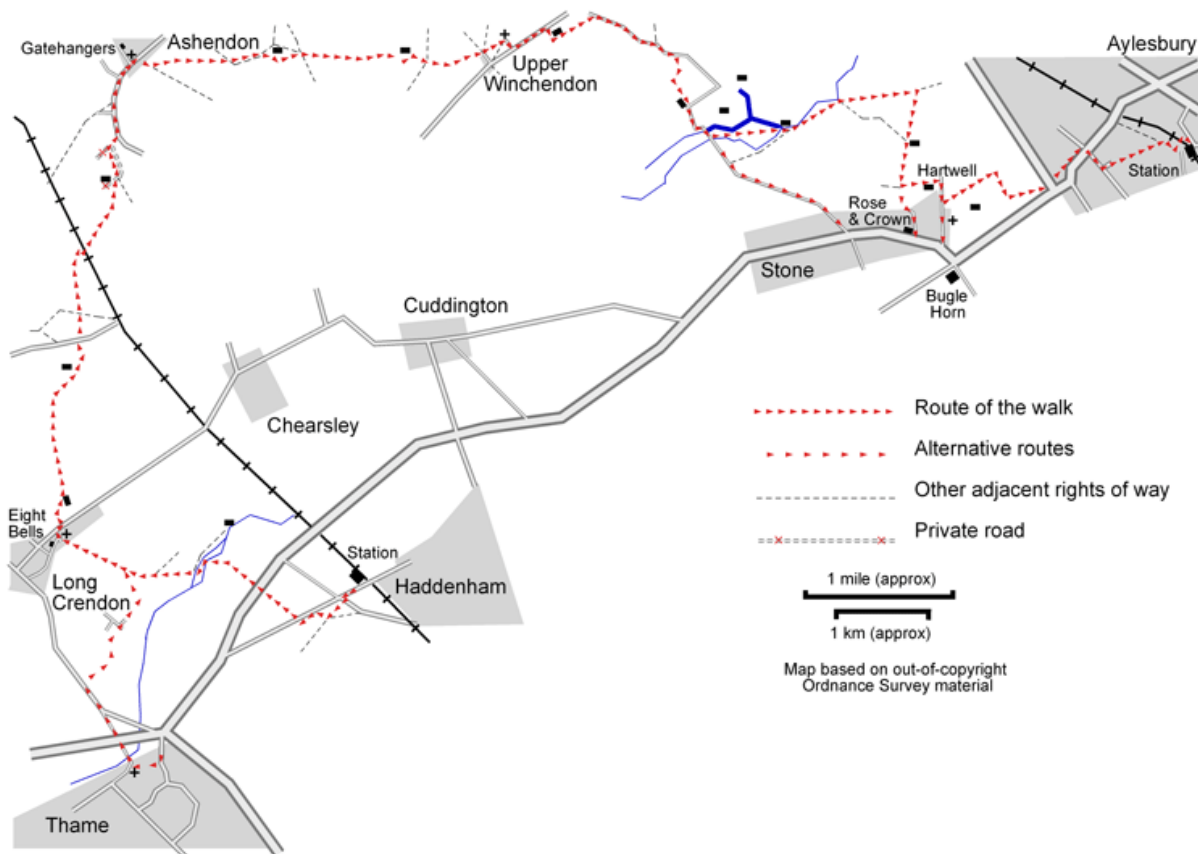 Gatehangers
Ashendon
Upper
Winchendon
Aylesbury
Station
Hartwell
Rose
& Crown
Stone
Bugle
Horn
Cuddington
Chearsley
Eight
Bells
Long
Crendon
Station
Haddenham
Thame
Route of the walk
Alternative routes
Other adjacent rights of way
Private road
1 mile (approx)
1 km (approx)
Map based on out-of-copyright
Ordnance Survey material